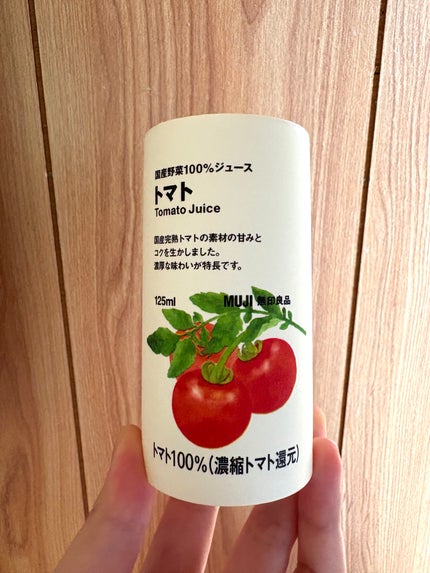 国産野菜100%ジュース
トマト
Tomato Juice
国産完熟トマトの素材の甘みと
コクを生かしました。
濃厚な味わいが特長です。
125ml MUJI 無印良品
トマト100%(濃縮トマト還元)